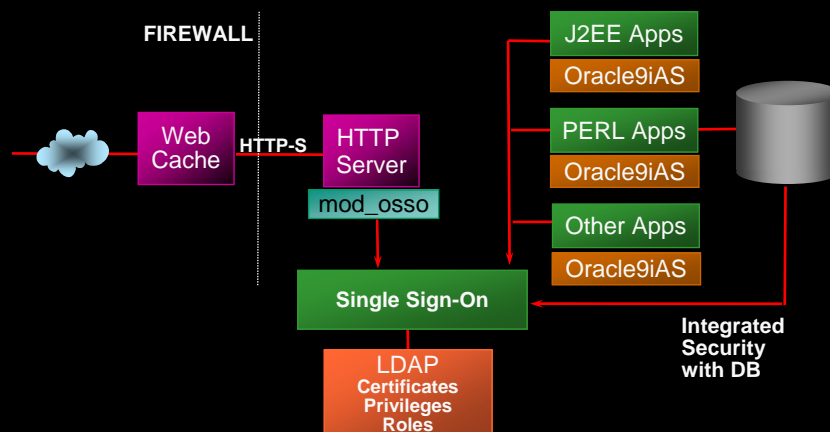 FIREWALL
J2EE Apps
Oracle9iAS
Web
Cache
HTTP-S
HTTP
Server
mod_osso
PERL Apps
Oracle9iAS
Other Apps
Oracle9iAS
Single Sign-On
Integrated
Security
with DB
LDAP
Certificates
Privileges
Roles